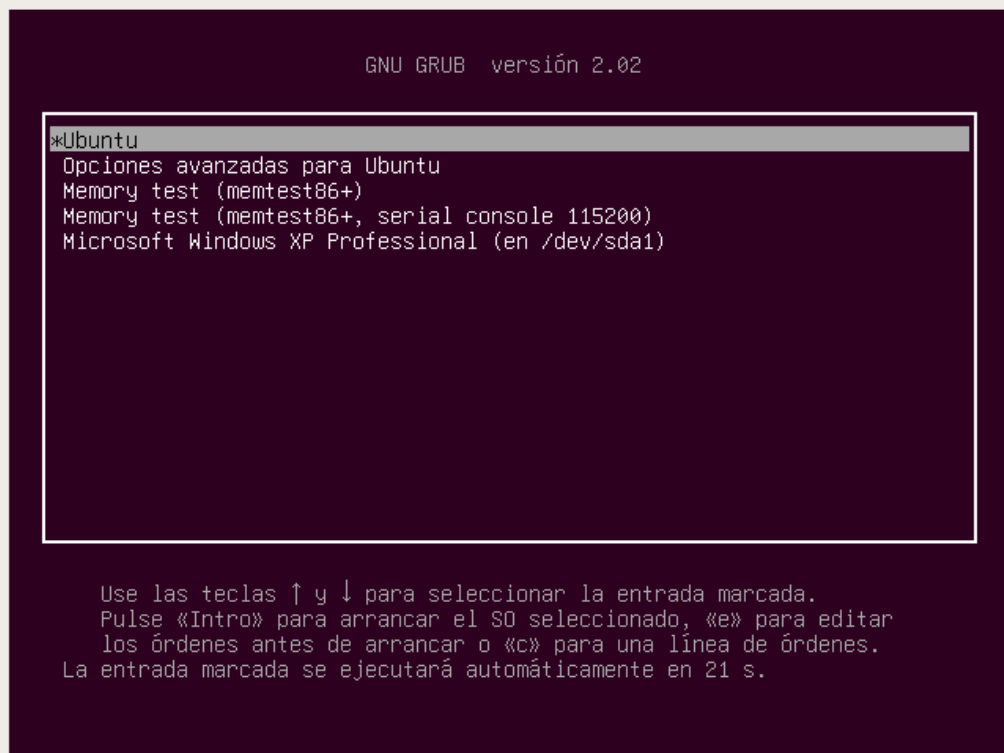 GNU GRUB  versión 2.02
*Ubuntu
Opciones avanzadas para Ubuntu
Memory test (memtest86+)
Memory test (memtest86+, serial console 115200)
Microsoft Windows XP Professional (en /dev/sda1)
Use las teclas ↑ y ↓ para seleccionar la entrada marcada.
Pulse «Intro» para arrancar el SO seleccionado, «e» para editar
los órdenes antes de arrancar o «c» para una línea de órdenes.
La entrada marcada se ejecutará automáticamente en 21 s.